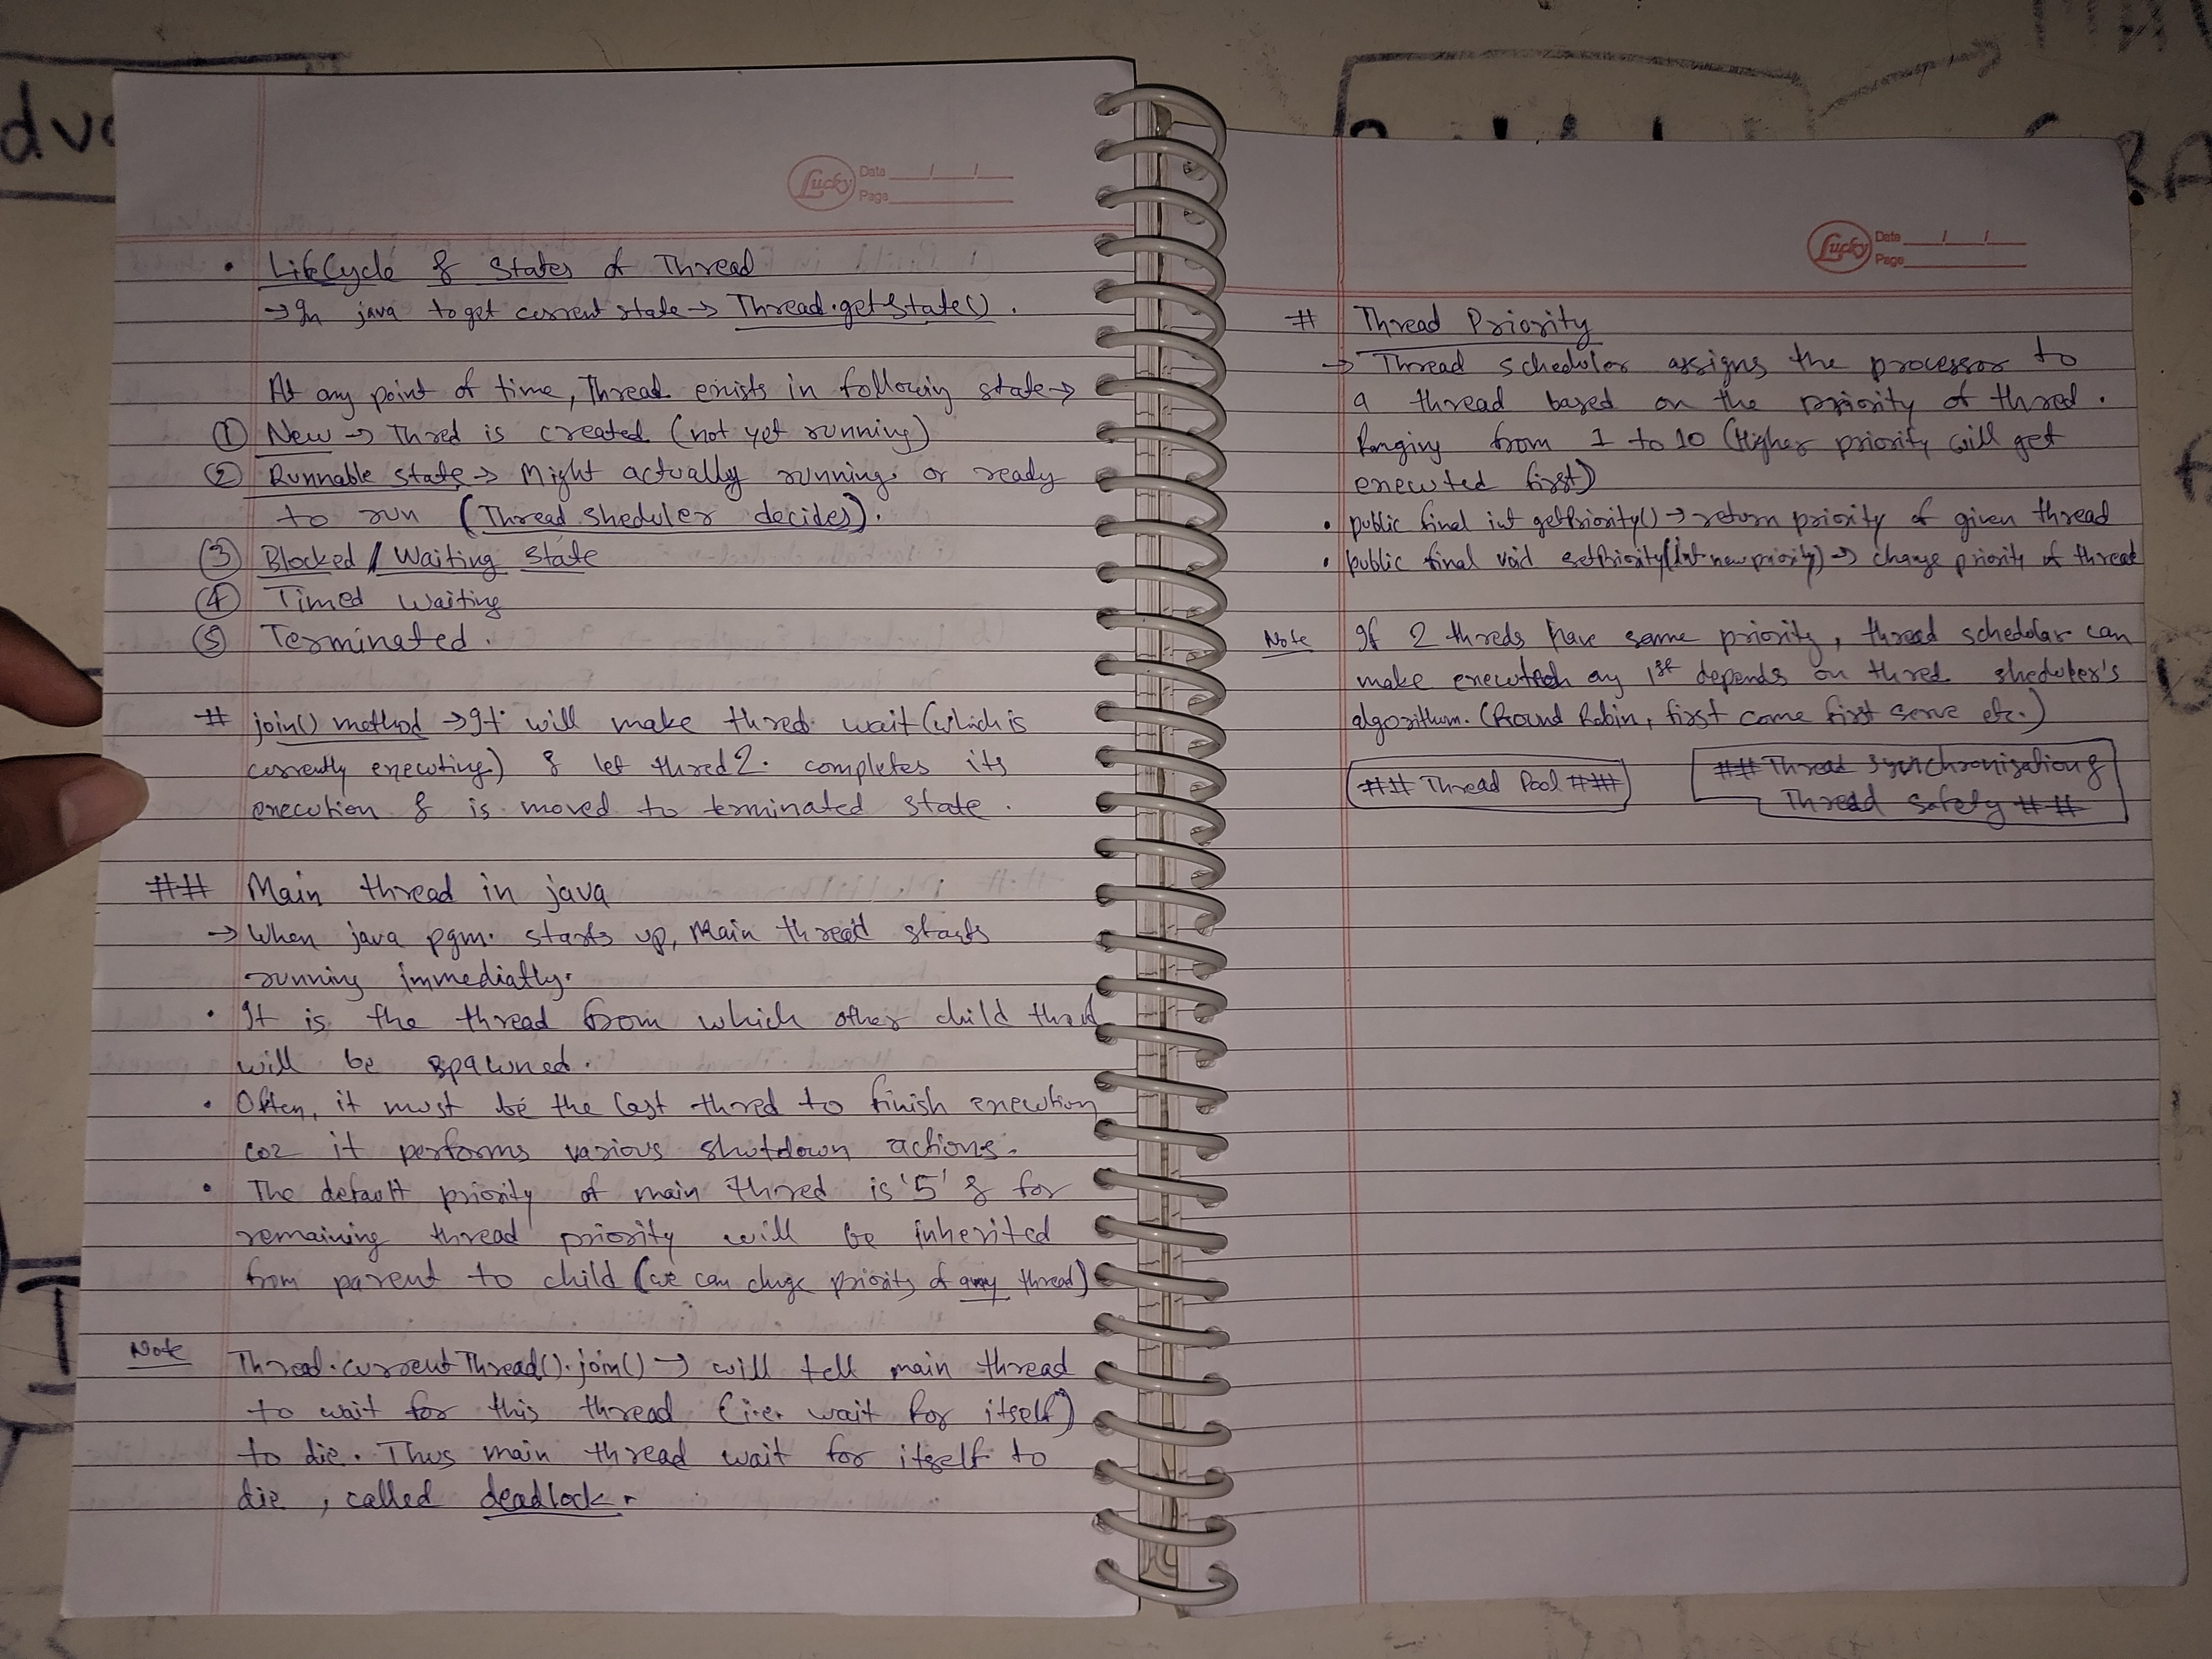 Lucky Date / /
Page
• LifeCycle & States of Thread
→ In java to get current state → Thread.getState().
At any point of time, Thread exists in following state →
① New → Thred is created (not yet running)
② Runnable state → Might actually running or ready
to run (Thread Sheduler decides).
③ Blocked / Waiting state
④ Timed Waiting
⑤ Terminated.
# join() method → It will make thred wait (which is
currently executing) & let thred 2. completes its
execution & is moved to terminated state.
## Main thread in java
→ When java pgm. starts up, Main thread starts
running immediatly.
• It is the thread from which other child thred
will be spawned.
• Often, it must be the last thred to finish execution
coz it performs various shutdown actions.
• The default priority of main thred is '5' & for
remaining thread priority will be inherited
from parent to child (we can chnge priority of any thread)
Note Thread.currentThread().join() → will tell main thread
to wait for this thread (i.e. wait for itself)
to die. Thus main thread wait for itself to
die, called deadlock.
Lucky Date / /
Page
# Thread Priority
→ Thread scheduler assigns the processor to
a thread based on the priority of thred.
Ranging from 1 to 10 (Higher priority will get
executed first)
• public final int getPriority() → return priority of given thread
• public final void setPriority(int newpriority) → change priority of thread
Note If 2 threds have same priority, thread schedolar can
make executed any 1st depends on thred sheduler's
algorithum. (Round Robin, first come first serve etc.)
## Thread Pool ##
## Thread Synchronisation &
Thread Safety ##